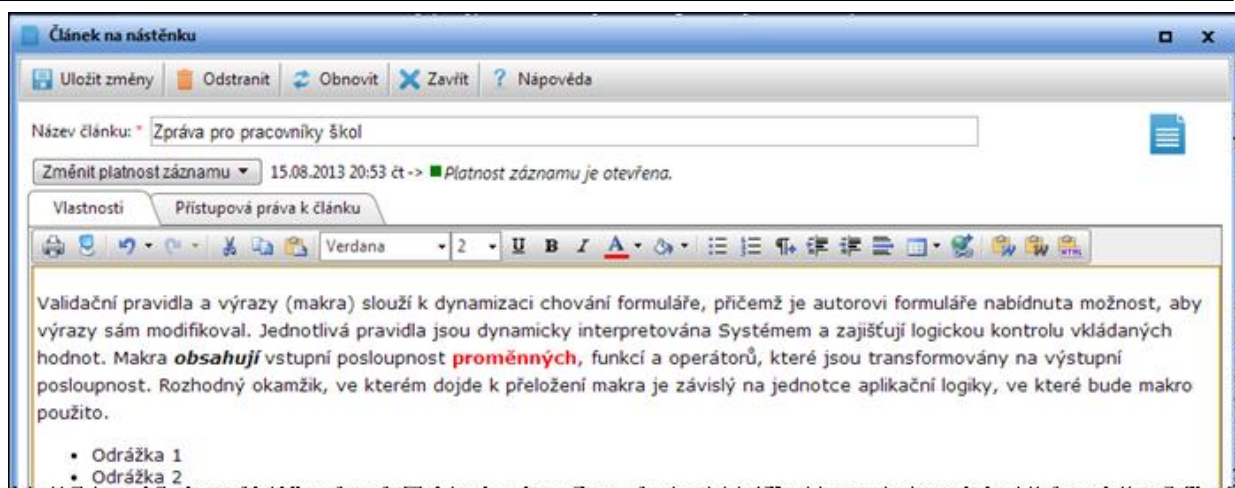 Článek na nástěnku
Uložit změny Odstranit Obnovit Zavřít Nápověda
Název článku: * Zpráva pro pracovníky škol
Změnit platnost záznamu 15.08.2013 20:53 čt -> Platnost záznamu je otevřena.
Vlastnosti Přístupová práva k článku
Verdana 2 U B I A
Validační pravidla a výrazy (makra) slouží k dynamizaci chování formuláře, přičemž je autorovi formuláře nabídnuta možnost, aby
výrazy sám modifikoval. Jednotlivá pravidla jsou dynamicky interpretována Systémem a zajišťují logickou kontrolu vkládaných
hodnot. Makra obsahují vstupní posloupnost proměnných, funkcí a operátorů, které jsou transformovány na výstupní
posloupnost. Rozhodný okamžik, ve kterém dojde k přeložení makra je závislý na jednotce aplikační logiky, ve které bude makro
použito.
• Odrážka 1
• Odrážka 2